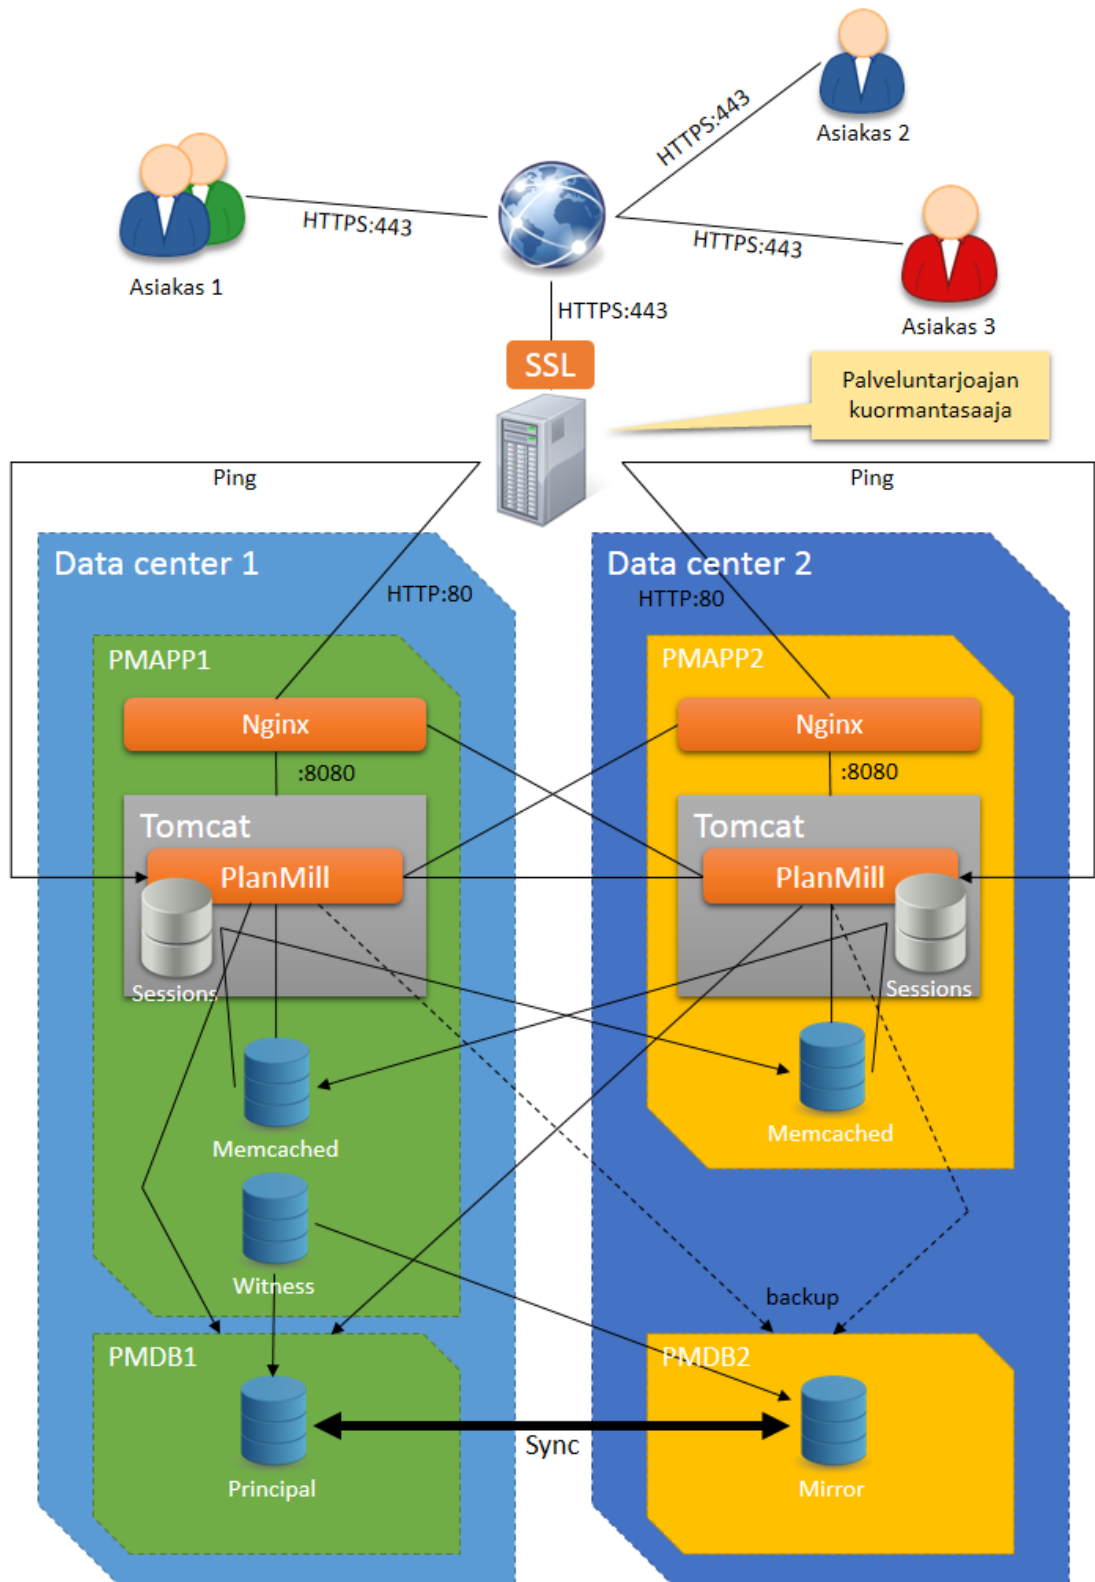 HTTPS:443
Asiakas 2
HTTPS:443
Asiakas 1
HTTPS:443
Asiakas 3
HTTPS:443
SSL
Palveluntarjoajan
kuormantasaaja
Ping
Ping
Data center 1
Data center 2
HTTP:80
HTTP:80
PMAPP1
PMAPP2
Nginx
Nginx
:8080
:8080
Tomcat
Tomcat
PlanMill
PlanMill
Sessions
Sessions
Memcached
Memcached
Witness
backup
PMDB1
PMDB2
Sync
Principal
Mirror